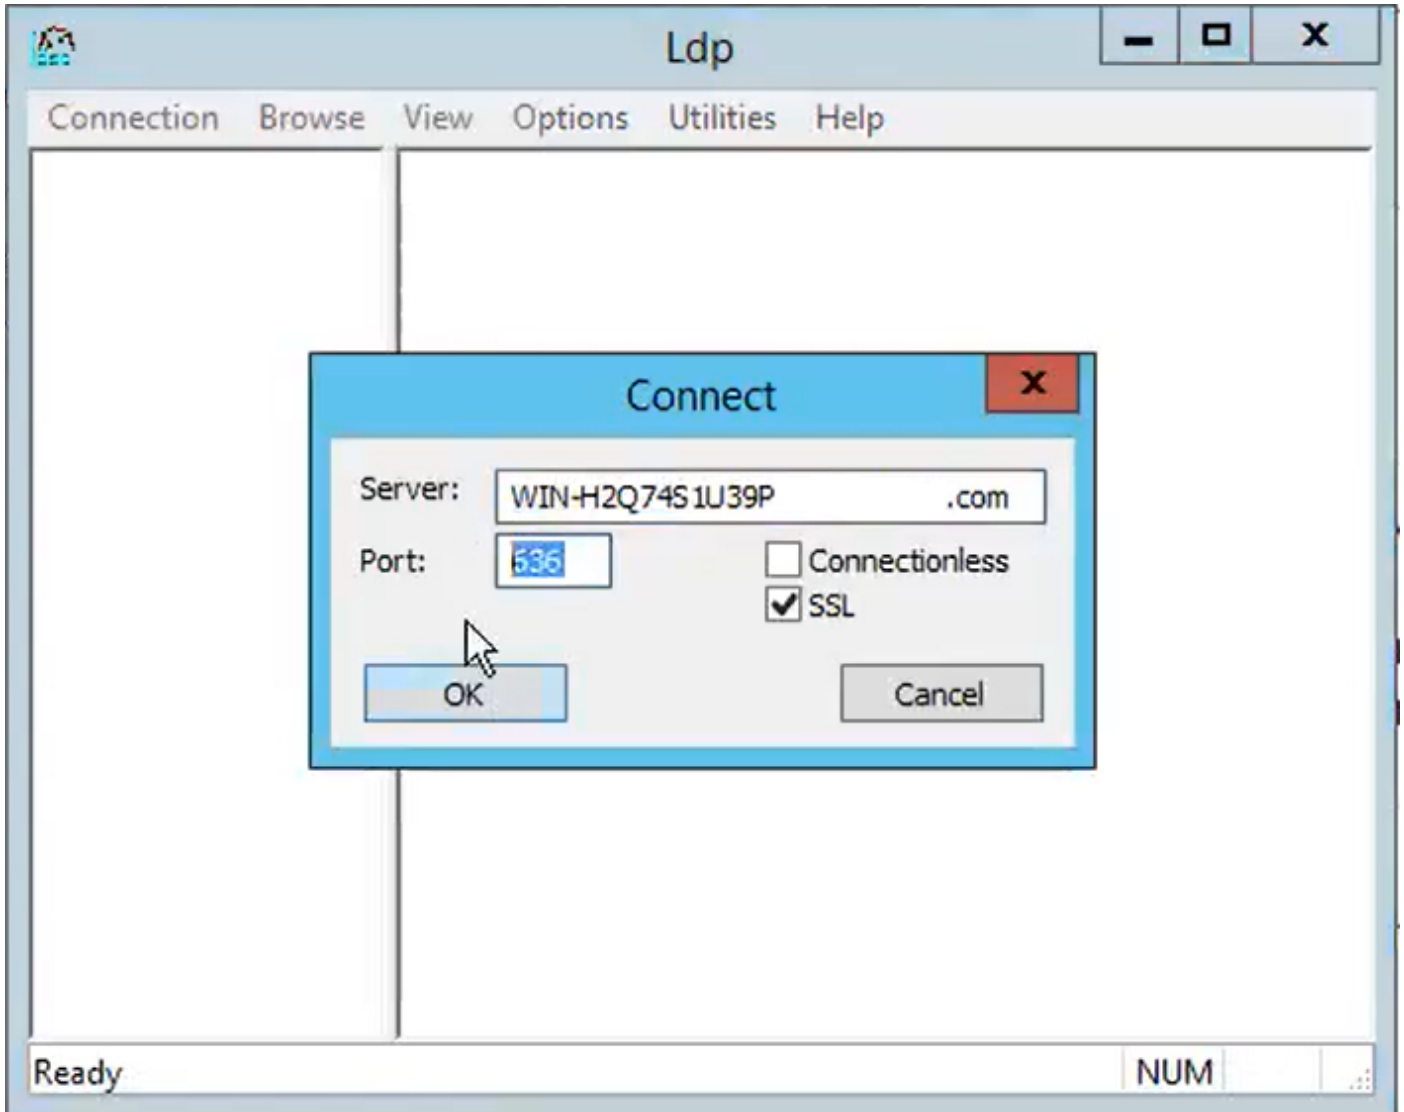 Ldp
Connection Browse View Options Utilities Help
Connect
Server: WIN-H2Q74S1U39P .com
Port: 636
Connectionless
SSL
OK Cancel
Ready NUM